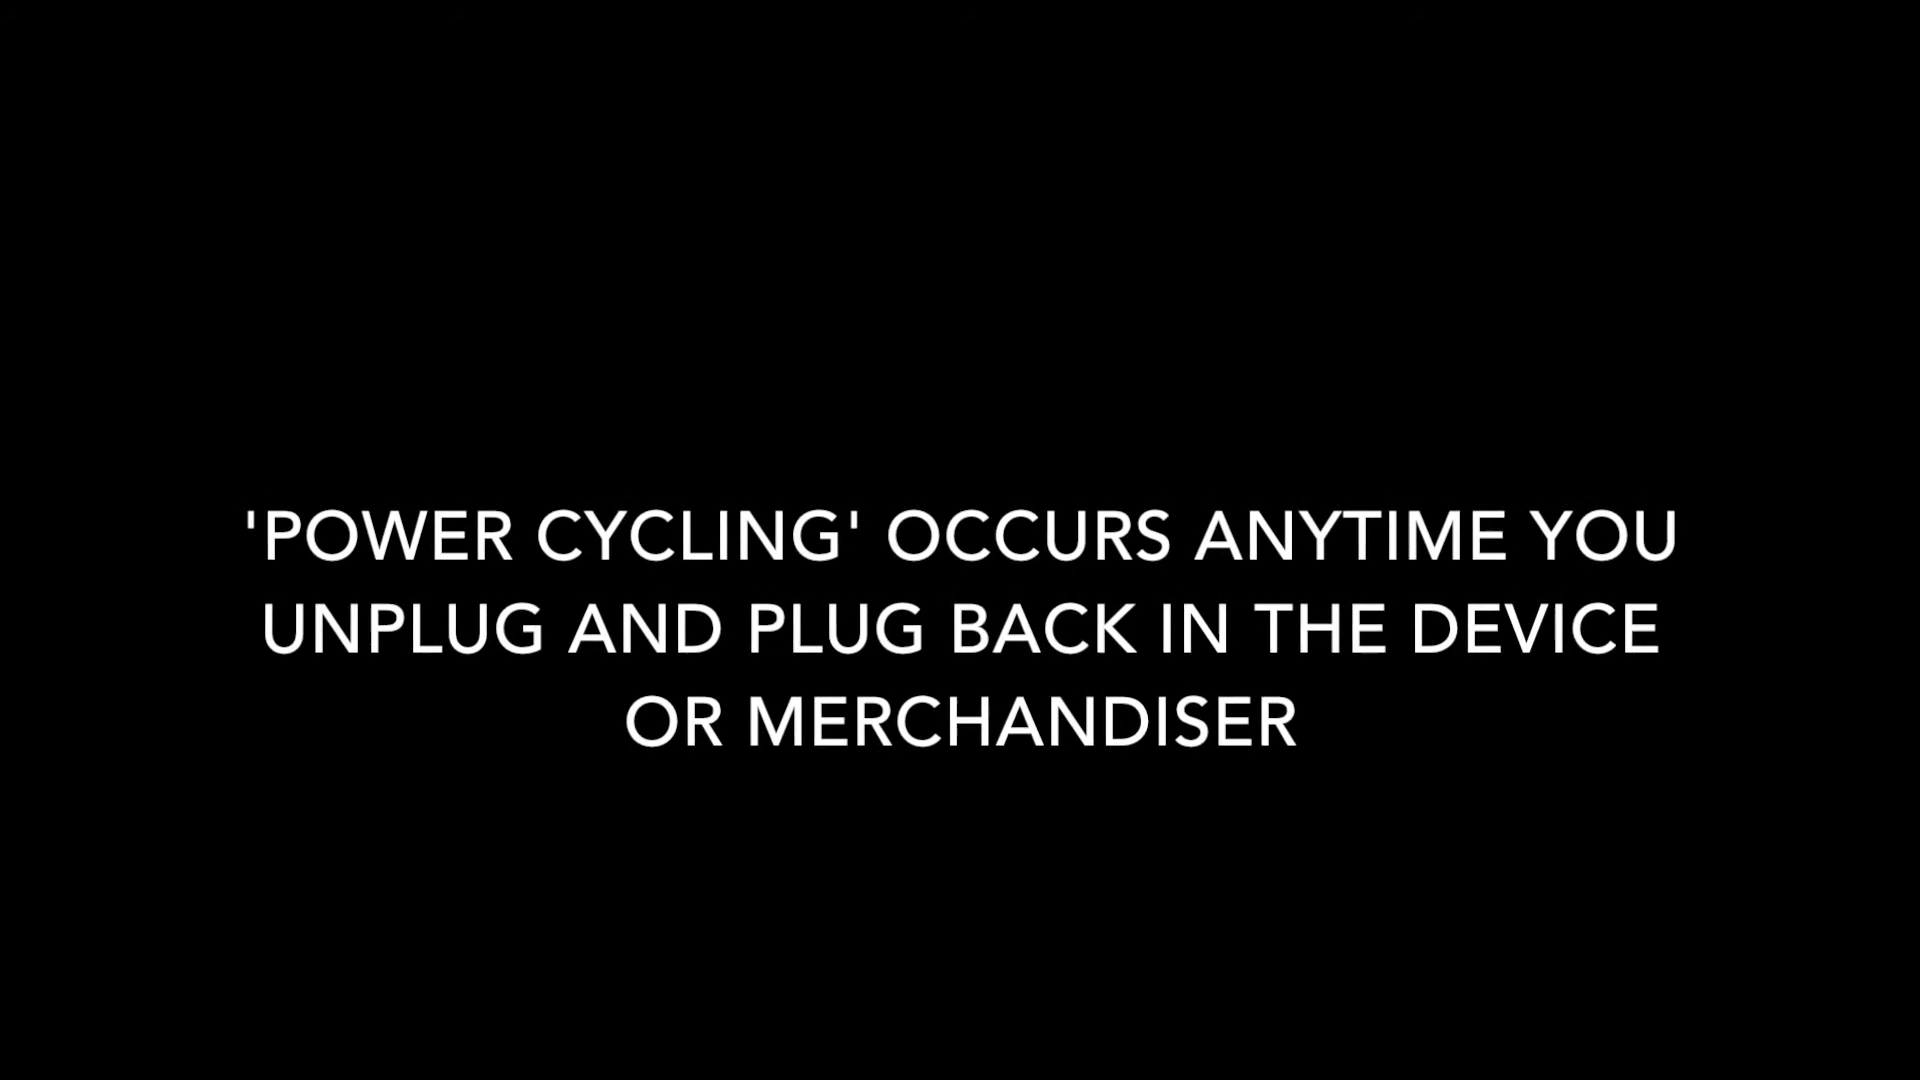 'POWER CYCLING' OCCURS ANYTIME YOU
UNPLUG AND PLUG BACK IN THE DEVICE
OR MERCHANDISER